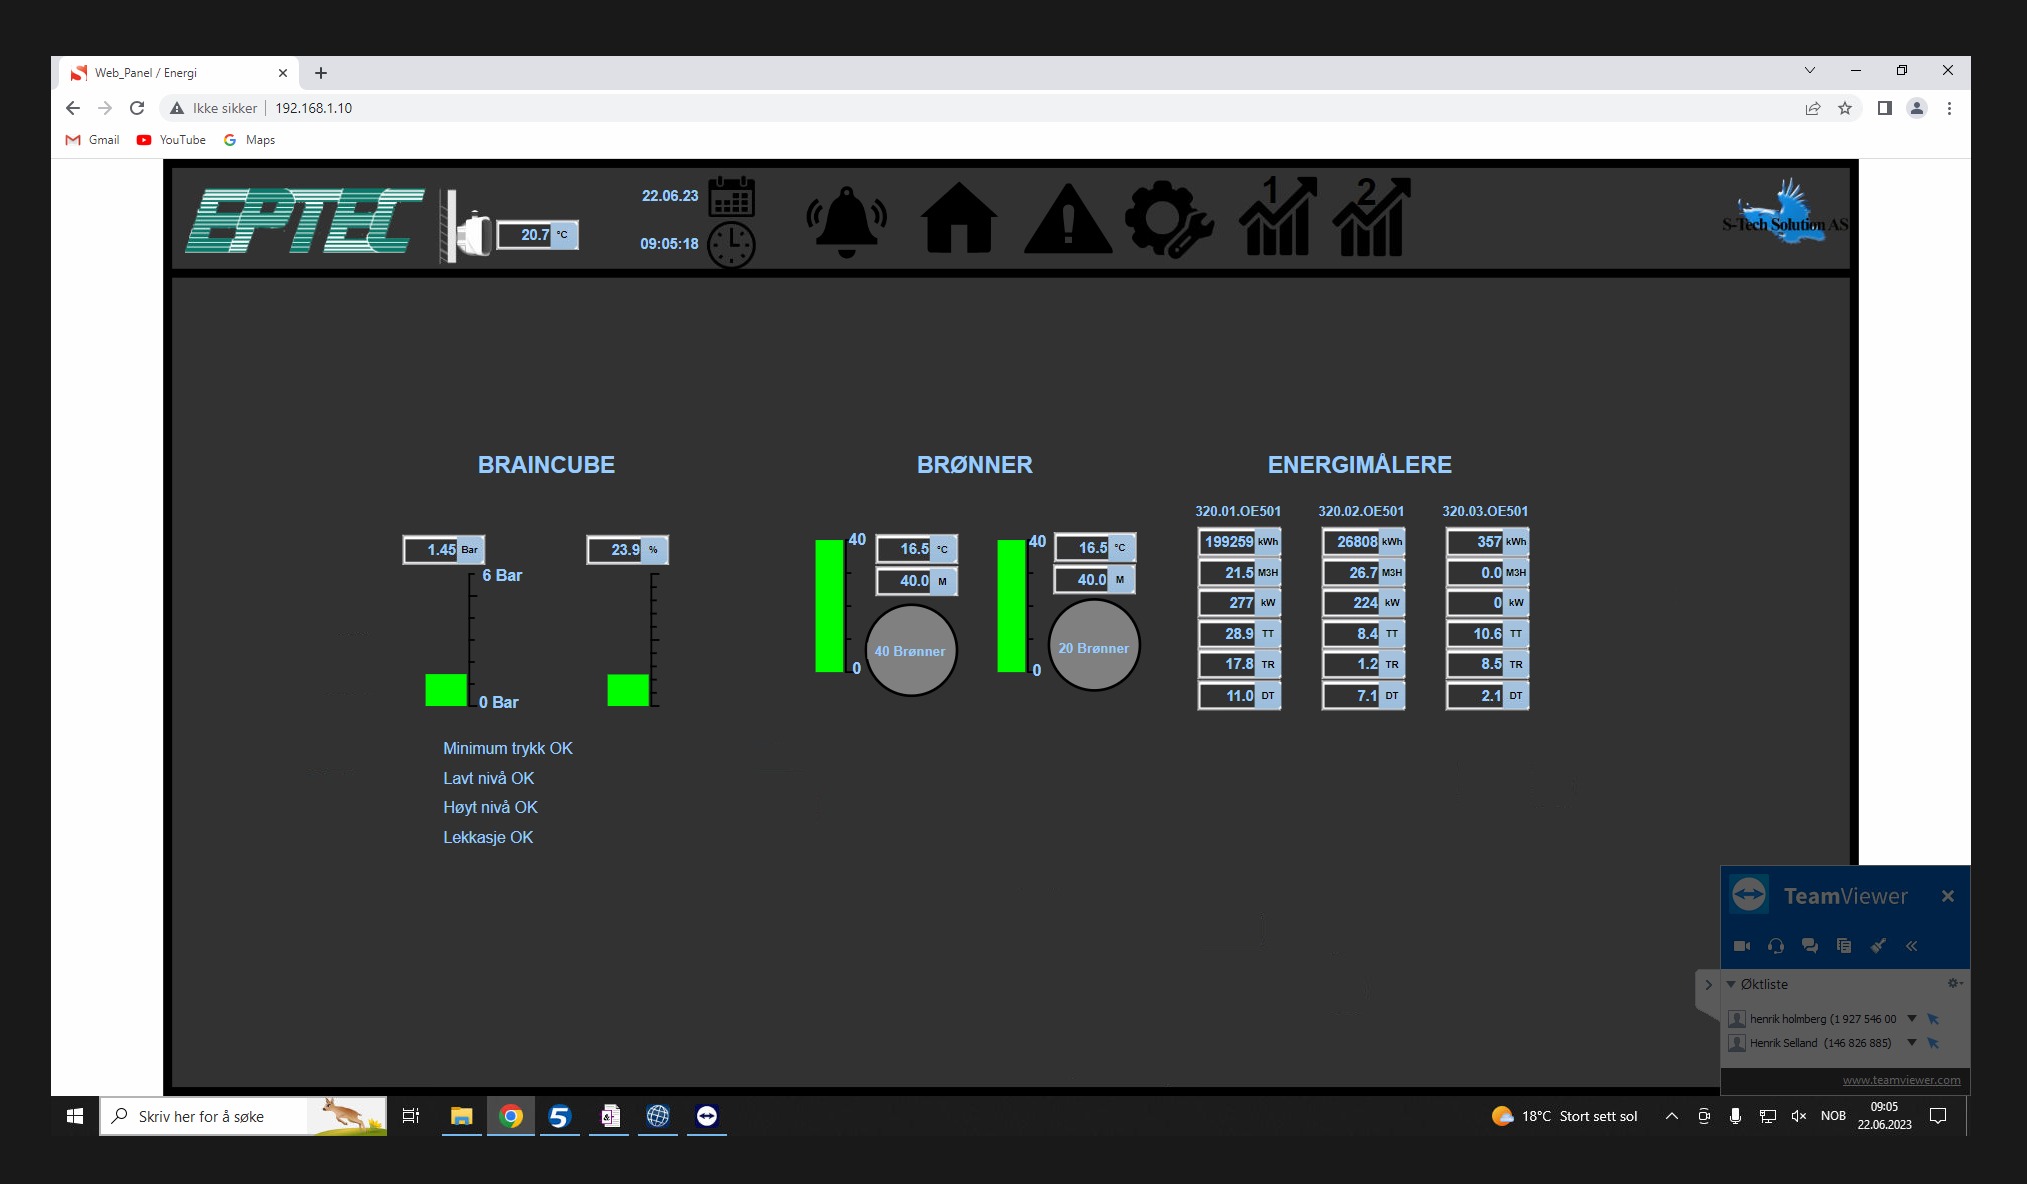 Web_Panel / Energi
Ikke sikker 192.168.1.10
Gmail YouTube Maps
EPTEC
20.7 °C
22.06.23
09:05:18
1
2
S-Tech Solution AS
BRAINCUBE
1.45 Bar
23.9 %
6 Bar
0 Bar
Minimum trykk OK
Lavt nivå OK
Høyt nivå OK
Lekkasje OK
BRØNNER
40
16.5 °C
40.0 M
40 Brønner
0
40
16.5 °C
40.0 M
20 Brønner
0
ENERGIMÅLERE
320.01.OE501 320.02.OE501 320.03.OE501
199259 kWh 26808 kWh 357 kWh
21.5 M3H 26.7 M3H 0.0 M3H
277 kW 224 kW 0 kW
28.9 TT 8.4 TT 10.6 TT
17.8 TR 1.2 TR 8.5 TR
11.0 DT 7.1 DT 2.1 DT
TeamViewer
Øktliste
henrik holmberg (1 927 546 00
Henrik Selland (146 826 885)
www.teamviewer.com
Skriv her for å søke
5
18°C Stort sett sol
NOB
09:05
22.06.2023